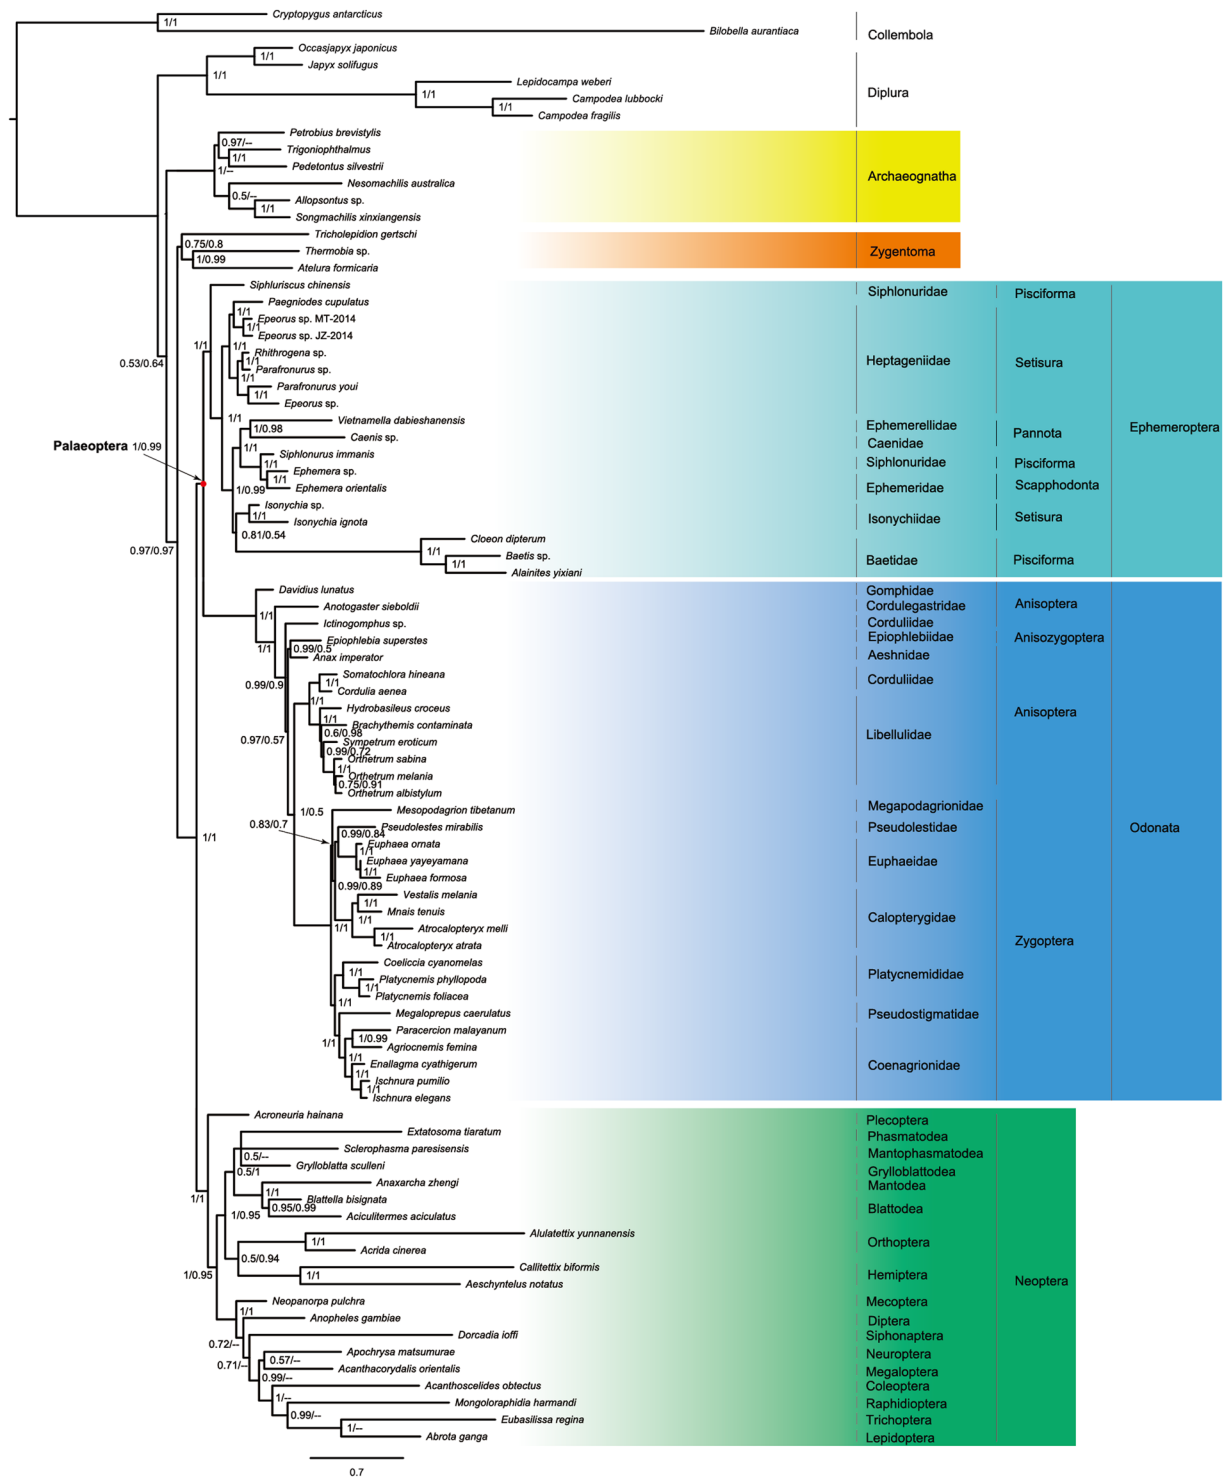 Cryptopygus antarcticus
1/1
Bilobella aurantiaca
Collembola
Occasjapyx japonicus
1/1
Japyx solifugus
1/1
Lepidocampa weberi
1/1
Campodea lubbocki
1/1
Campodea fragilis
Diplura
Petrobius brevistylis
0.97/--
Trigoniophthalmus
1/1
Pedetontus silvestrii
1/--
Nesomachilis australica
0.5/--
Allopsontus sp.
1/1
Songmachilis xinxiangensis
Archaeognatha
Tricholepidion gertschi
0.75/0.8
Thermobia sp.
1/0.99
Atelura formicaria
Zygentoma
Siphluriscus chinensis
Siphlonuridae
Pisciforma
Paegniodes cupulatus
1/1
Epeorus sp. MT-2014
1/1
Epeorus sp. JZ-2014
1/1
1/1
Rhithrogena sp.
1/1
Parafronurus sp.
1/1
Parafronurus youi
1/1
Epeorus sp.
Heptageniidae
Setisura
0.53/0.64
1/1
Vietnamella dabieshanensis
1/0.98
Caenis sp.
Ephemerellidae
Caenidae
Pannota
Ephemeroptera
Palaeoptera 1/0.99
1/1
Siphlonurus immanis
1/1
Ephemera sp.
1/1
Ephemera orientalis
1/0.99
Siphlonuridae
Pisciforma
Ephemeridae
Scapphodonta
Isonychia sp.
1/1
Isonychia ignota
0.81/0.54
Isonychiidae
Setisura
Cloeon dipterum
1/1
Baetis sp.
1/1
Alainites yixiani
Baetidae
Pisciforma
0.97/0.97
Davidius lunatus
Gomphidae
1/1
Anotogaster sieboldii
Cordulegastridae
Anisoptera
Ictinogomphus sp.
Corduliidae
1/1
Epiophlebia superstes
Epiophlebiidae
Anisozygoptera
0.99/0.5
Anax imperator
Aeshnidae
Somatochlora hineana
1/1
Cordulia aenea
Corduliidae
0.99/0.9
1/1
Hydrobasileus croceus
1/1
Brachythemis contaminata
0.6/0.98
Sympetrum eroticum
0.99/0.72
Orthetrum sabina
1/1
Orthetrum melania
0.75/0.91
Orthetrum albistylum
Libellulidae
Anisoptera
0.97/0.57
1/0.5
Mesopodagrion tibetanum
Megapodagrionidae
0.83/0.7
Pseudolestes mirabilis
Pseudolestidae
0.99/0.84
Euphaea ornata
1/1
Euphaea yayeyamana
1/1
Euphaea formosa
Euphaeidae
Odonata
1/1
0.99/0.89
Vestalis melania
1/1
Mnais tenuis
1/1
1/1
Atrocalopteryx melli
1/1
Atrocalopteryx atrata
Calopterygidae
Zygoptera
Coeliccia cyanomelas
1/1
Platycnemis phyllopoda
1/1
Platycnemis foliacea
1/1
Platycnemididae
Megaloprepus caerulatus
Pseudostigmatidae
1/1
Paracercion malayanum
1/0.99
Agriocnemis femina
1/1
Enallagma cyathigerum
1/1
Ischnura pumilio
1/1
Ischnura elegans
Coenagrionidae
Acroneuria hainana
Plecoptera
Extatosoma tiaratum
Phasmatodea
Sclerophasma paresisensis
Mantophasmatodea
0.5/--
Grylloblatta sculleni
Grylloblattodea
0.5/1
Anaxarcha zhengi
Mantodea
1/1
Blattella bisignata
0.95/0.99
Aciculitermes aciculatus
Blattodea
1/1
1/0.95
Alulatettix yunnanensis
1/1
Acrida cinerea
Orthoptera
0.5/0.94
Callitettix biformis
1/1
Aeschyntelus notatus
Hemiptera
Neoptera
1/0.95
Neopanorpa pulchra
Mecoptera
1/1
Anopheles gambiae
Diptera
Dorcadia ioffi
Siphonaptera
0.72/--
Apochrysa matsumurae
Neuroptera
0.57/--
0.71/--
Acanthacorydalis orientalis
Megaloptera
0.99/--
Acanthoscelides obtectus
Coleoptera
1/--
Mongoloraphidia harmandi
Raphidioptera
0.99/--
Eubasilissa regina
Trichoptera
1/--
Abrota ganga
Lepidoptera
0.7